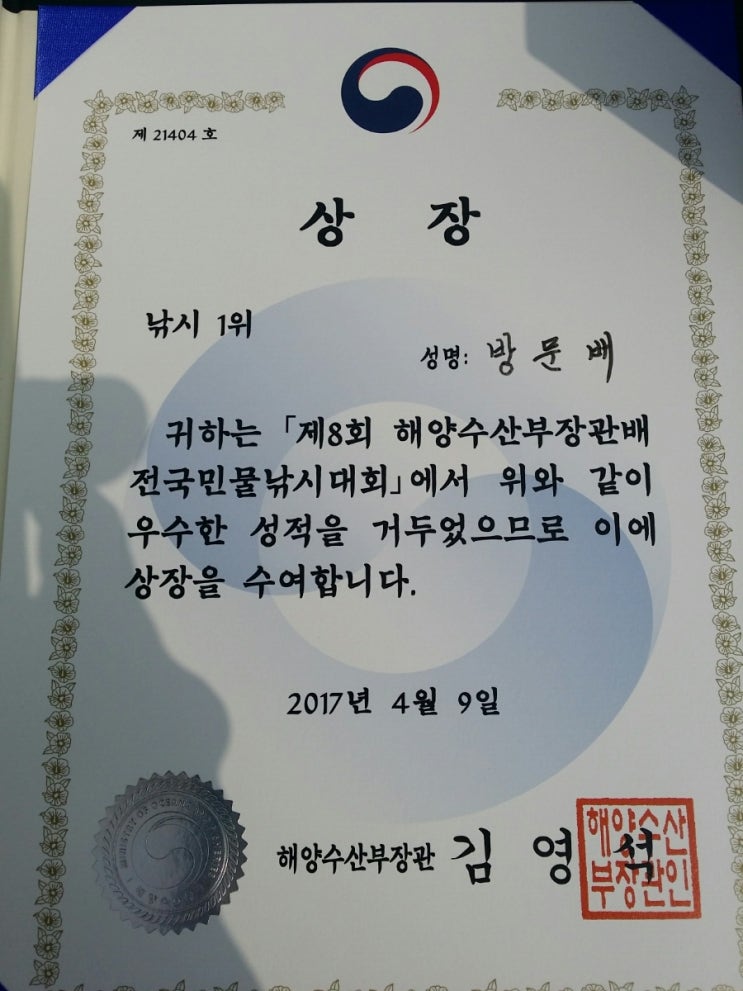 제 21404 호
상 장
낚시 1위
성명: 방 문 배
귀하는 「제8회 해양수산부장관배
전국민물낚시대회」에서 위와 같이
우수한 성적을 거두었으므로 이에
상장을 수여합니다.
2017년 4월 9일
해양수산부장관 김 영 석
해양수산
부장관인
MINISTRY OF OCEANS